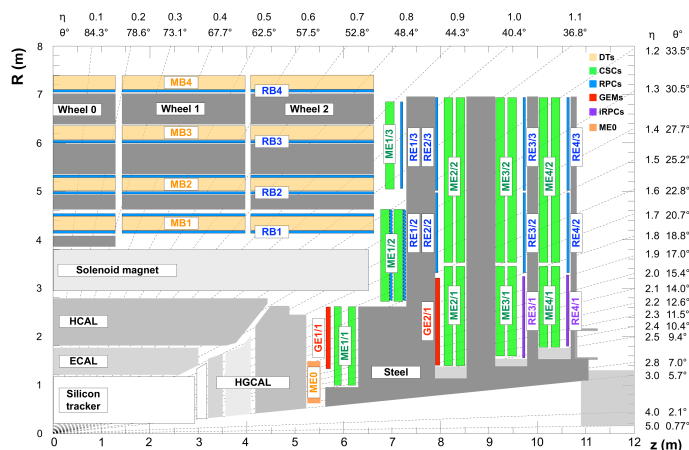 η 0.1 0.2 0.3 0.4 0.5 0.6 0.7 0.8 0.9 1.0 1.1 η θ°
θ° 84.3° 78.6° 73.1° 67.7° 62.5° 57.5° 52.8° 48.4° 44.3° 40.4° 36.8°
R (m)
8
7
6
5
4
3
2
1
0
1.2 33.5°
1.3 30.5°
1.4 27.7°
1.5 25.2°
1.6 22.8°
1.7 20.7°
1.8 18.8°
1.9 17.0°
2.0 15.4°
2.1 14.0°
2.2 12.6°
2.3 11.5°
2.4 10.4°
2.5 9.4°
2.8 7.0°
3.0 5.7°
4.0 2.1°
5.0 0.77°
DTs
CSCs
RPCs
GEMs
iRPCs
ME0
MB4
RB4
Wheel 0 Wheel 1 Wheel 2
MB3
RB3
MB2
RB2
MB1
RB1
Solenoid magnet
HCAL
ECAL
Silicon
tracker
HGCAL
Steel
ME0
GE1/1
ME1/1
ME1/2
ME1/3
RE1/3
RE2/3
RE1/2
RE2/2
GE2/1
ME2/1
ME2/2
ME3/2
ME3/1
RE3/3
RE3/2
RE3/1
ME4/2
ME4/1
RE4/3
RE4/2
RE4/1
0 1 2 3 4 5 6 7 8 9 10 11 12
z (m)